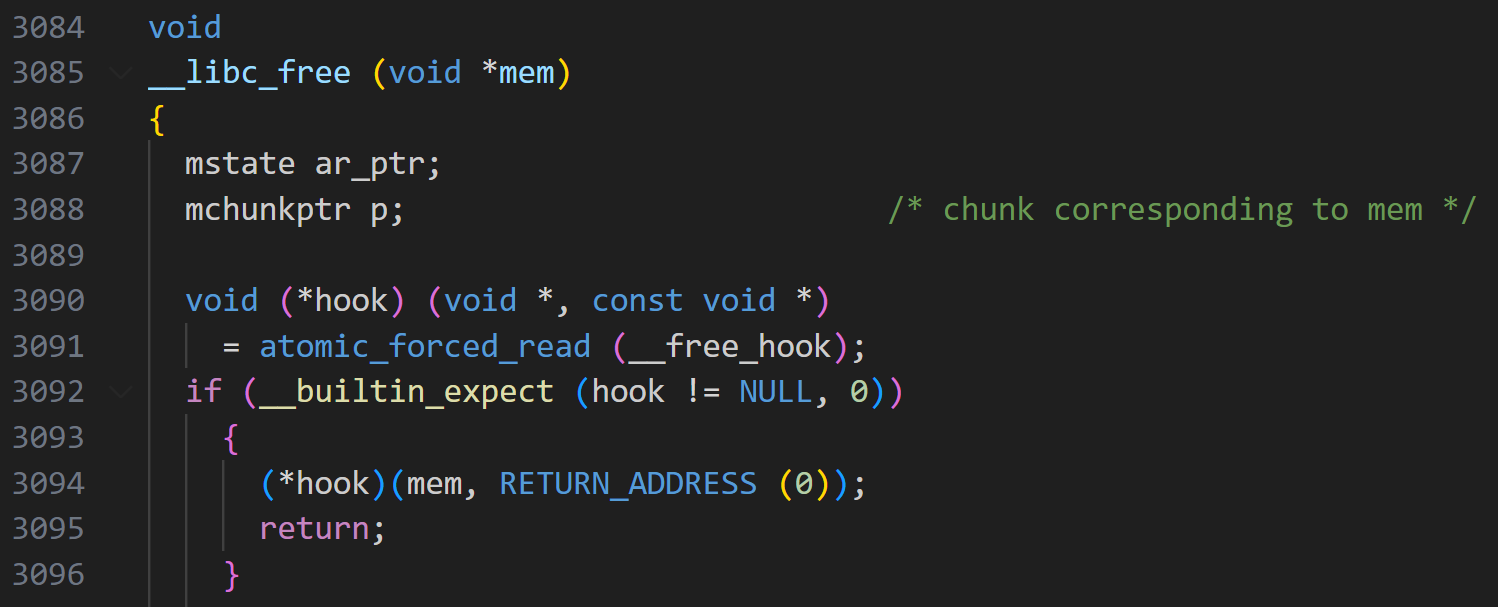 3084 void
3085 __libc_free (void *mem)
3086 {
3087 mstate ar_ptr;
3088 mchunkptr p; /* chunk corresponding to mem */
3089
3090 void (*hook) (void *, const void *)
3091 = atomic_forced_read (__free_hook);
3092 if (__builtin_expect (hook != NULL, 0))
3093 {
3094 (*hook)(mem, RETURN_ADDRESS (0));
3095 return;
3096 }